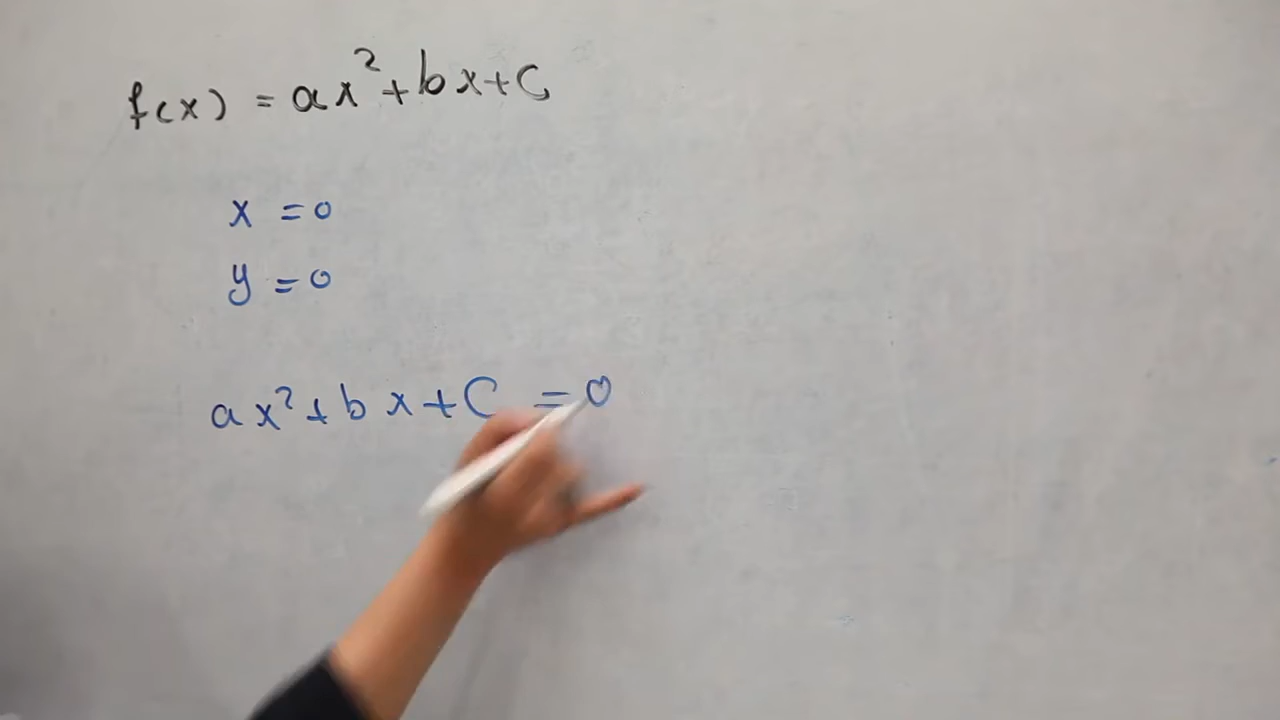 f(x) = ax²+bx+c
x = 0
y = 0
ax²+bx+c = 0